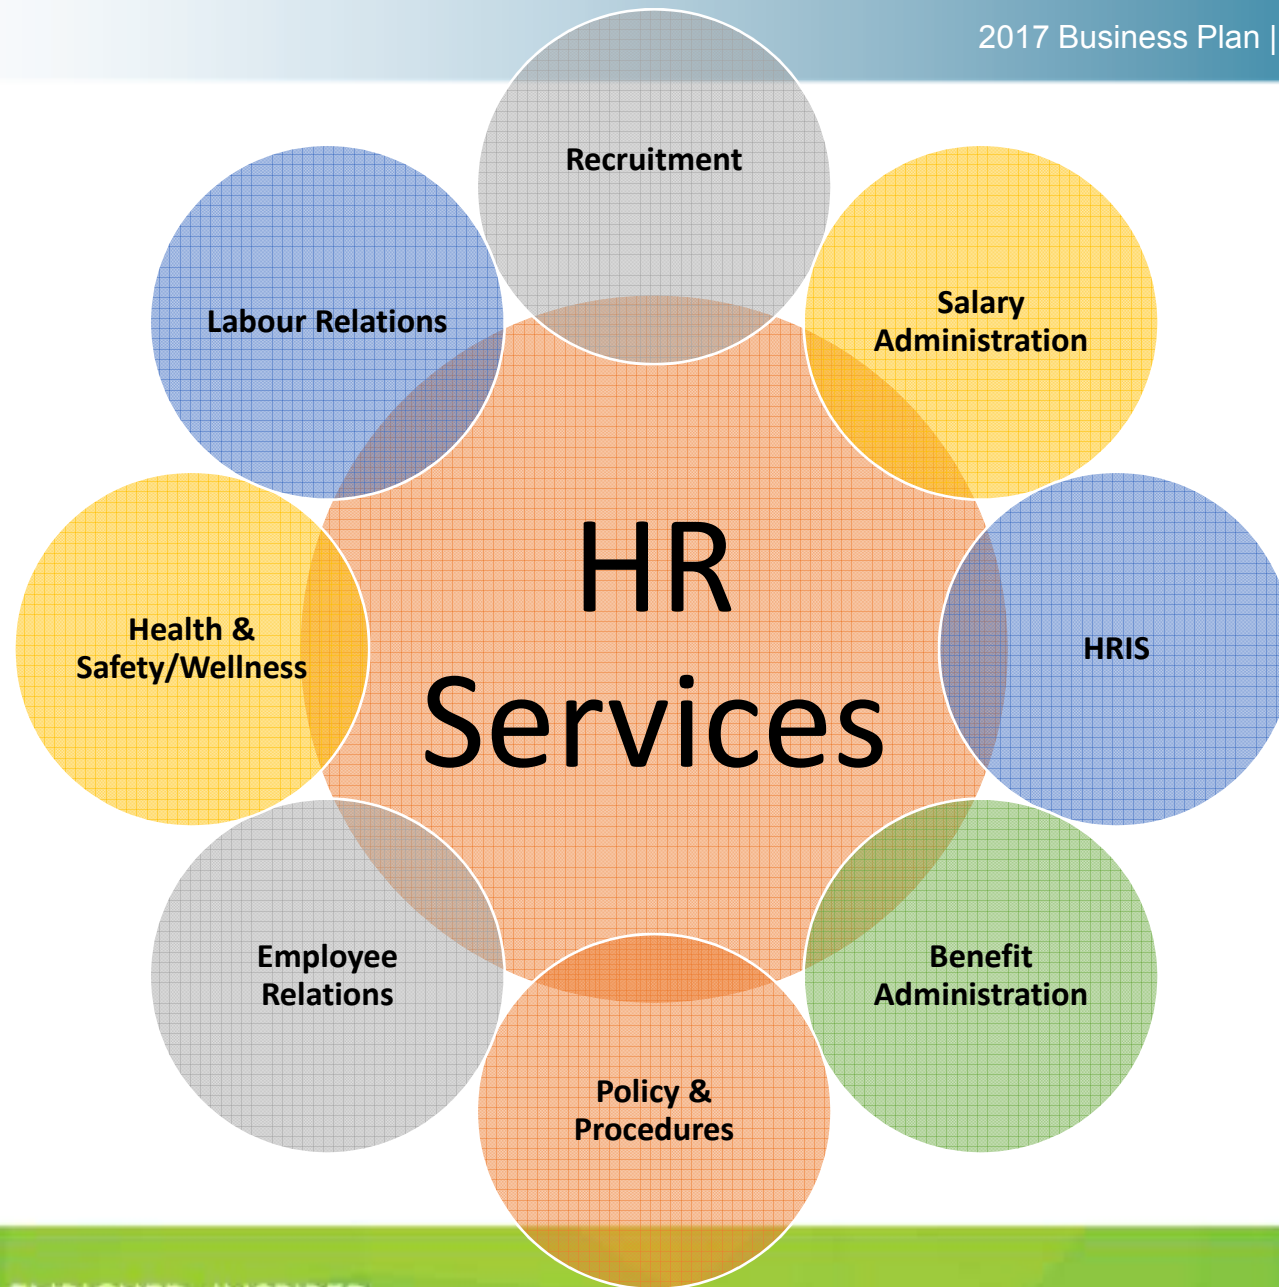 2017 Business Plan |
Recruitment
Labour Relations
Salary
Administration
HR
Services
Health &
Safety/Wellness
HRIS
Employee
Relations
Benefit
Administration
Policy &
Procedures